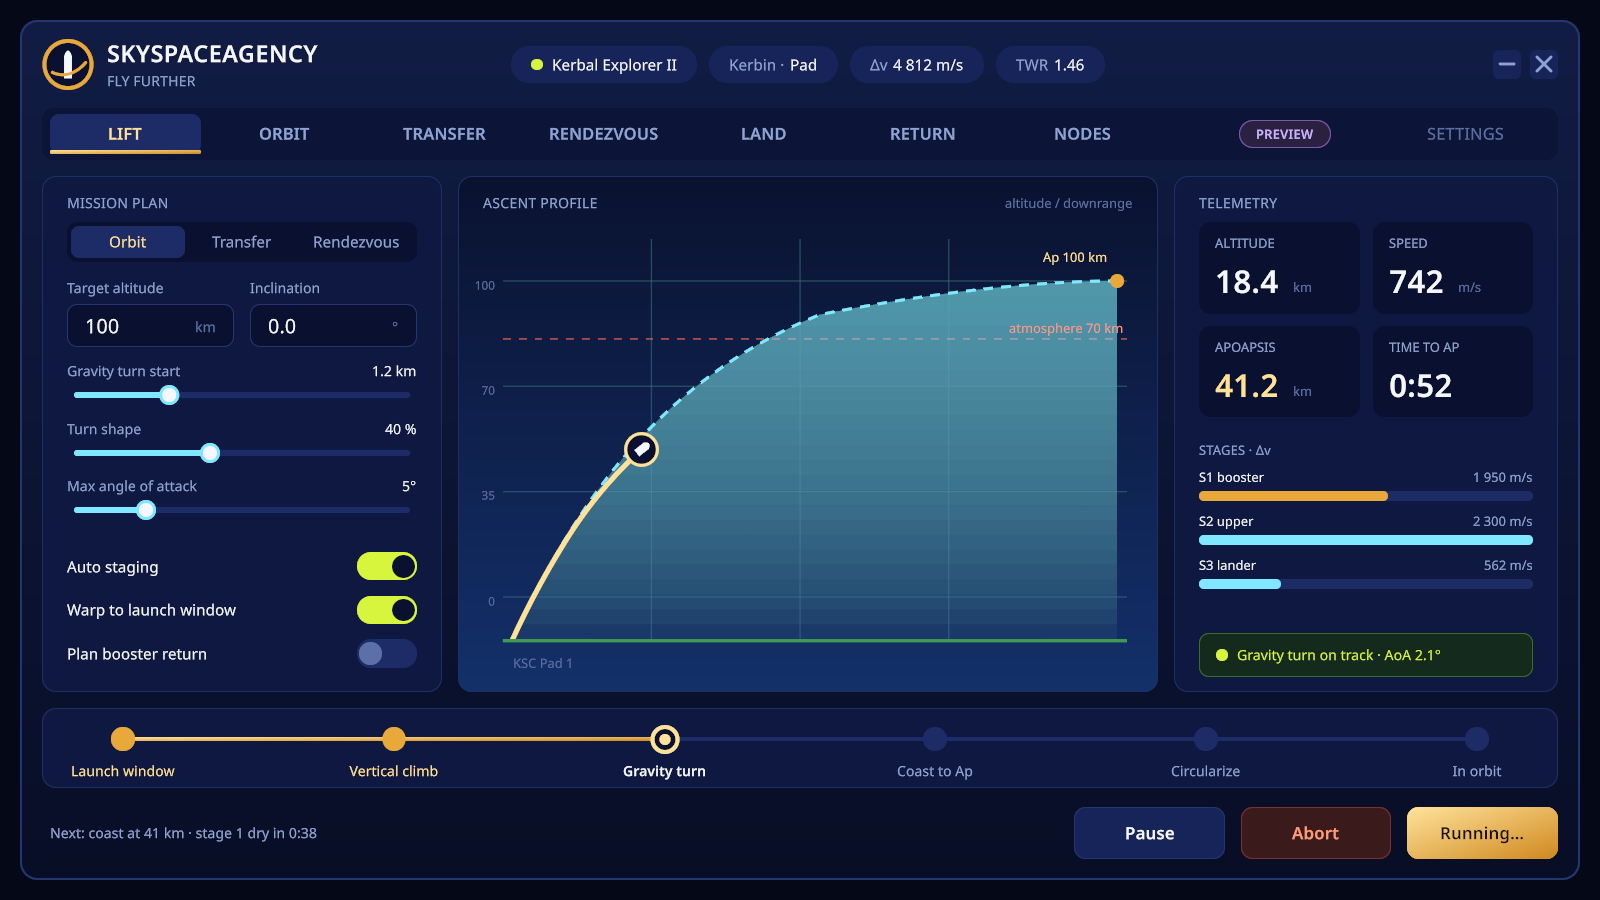 SKYSPACEAGENCY
FLY FURTHER
Kerbal Explorer II
Kerbin · Pad
Δv 4 812 m/s
TWR 1.46
LIFT
ORBIT
TRANSFER
RENDEZVOUS
LAND
RETURN
NODES
PREVIEW
SETTINGS
MISSION PLAN
Orbit
Transfer
Rendezvous
Target altitude
Inclination
100 km
0.0 °
Gravity turn start 1.2 km
Turn shape 40 %
Max angle of attack 5°
Auto staging
Warp to launch window
Plan booster return
ASCENT PROFILE
altitude / downrange
Ap 100 km
100
atmosphere 70 km
70
35
0
KSC Pad 1
TELEMETRY
ALTITUDE
18.4 km
SPEED
742 m/s
APOAPSIS
41.2 km
TIME TO AP
0:52
STAGES · Δv
S1 booster 1 950 m/s
S2 upper 2 300 m/s
S3 lander 562 m/s
Gravity turn on track · AoA 2.1°
Launch window
Vertical climb
Gravity turn
Coast to Ap
Circularize
In orbit
Next: coast at 41 km · stage 1 dry in 0:38
Pause
Abort
Running...